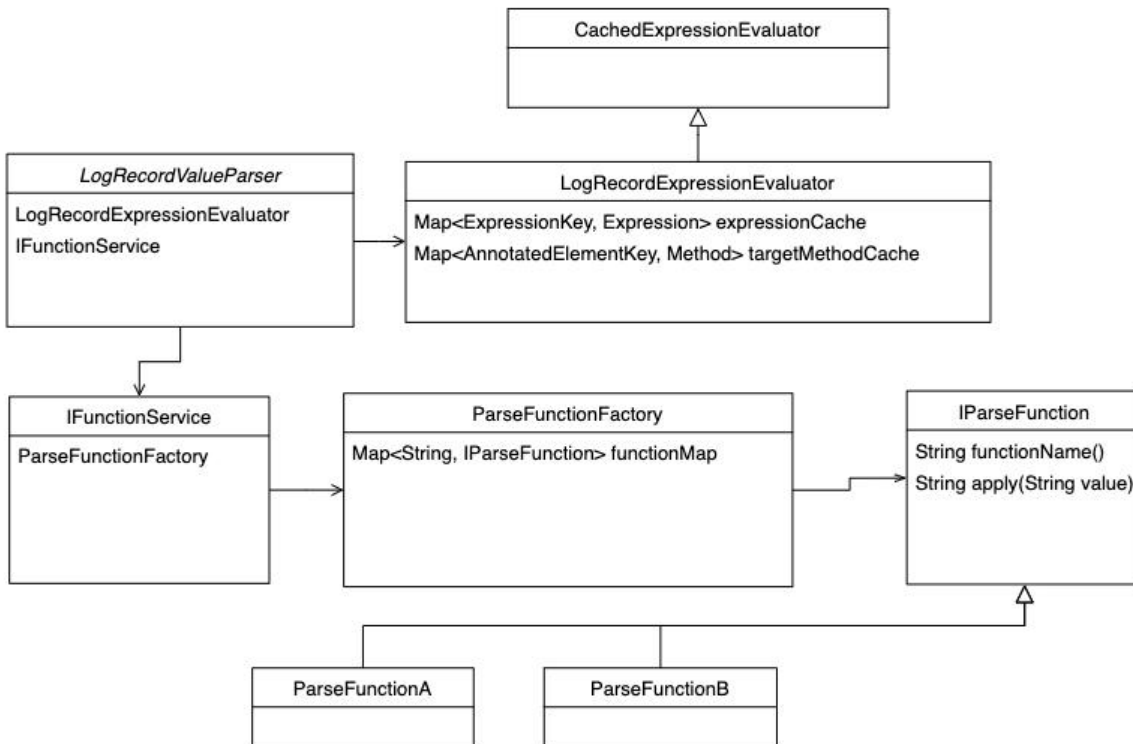 CachedExpressionEvaluator
LogRecordValueParser
LogRecordExpressionEvaluator
IFunctionService
LogRecordExpressionEvaluator
Map<ExpressionKey, Expression> expressionCache
Map<AnnotatedElementKey, Method> targetMethodCache
IFunctionService
ParseFunctionFactory
ParseFunctionFactory
Map<String, IParseFunction> functionMap
IParseFunction
String functionName()
String apply(String value)
ParseFunctionA
ParseFunctionB